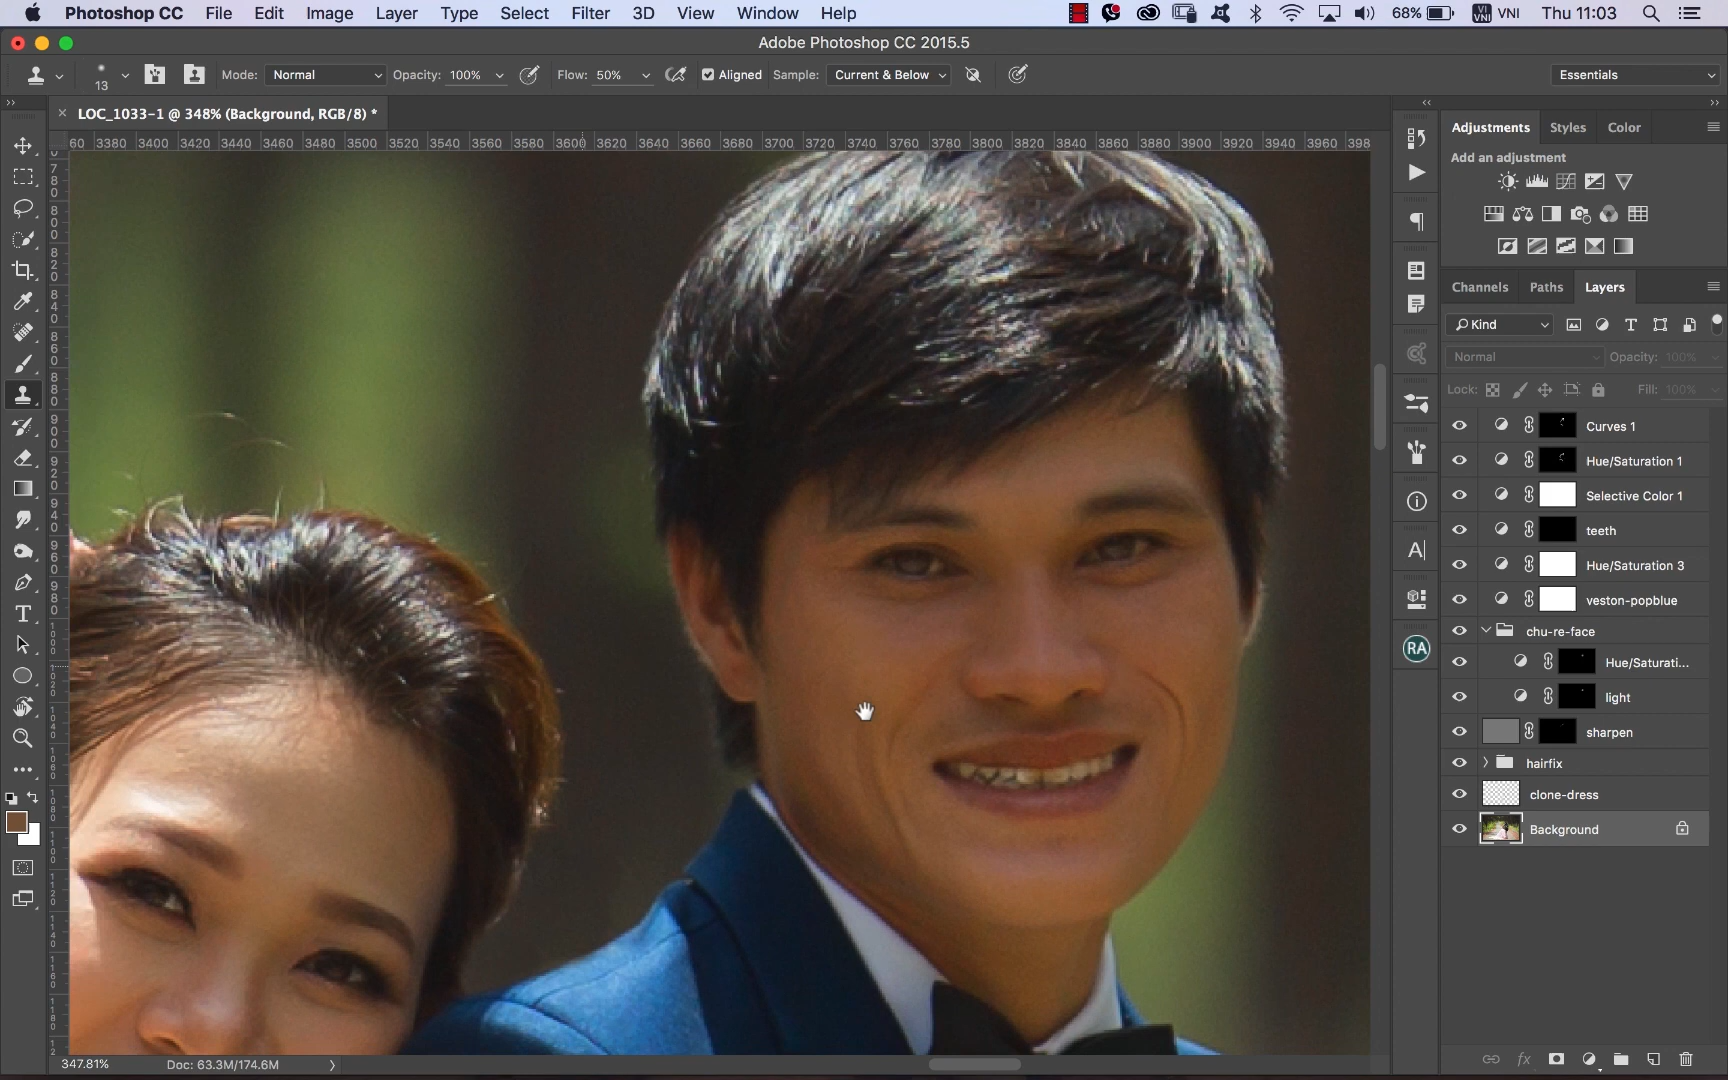 Photoshop CC File Edit Image Layer Type Select Filter 3D View Window Help 68% VNI VNI Thu 11:03
Adobe Photoshop CC 2015.5
13 Mode: Normal Opacity: 100% Flow: 50% Aligned Sample: Current & Below Essentials
LOC_1033-1 @ 348% (Background, RGB/8) *
60 3380 3400 3420 3440 3460 3480 3500 3520 3540 3560 3580 3600 3620 3640 3660 3680 3700 3720 3740 3760 3780 3800 3820 3840 3860 3880 3900 3920 3940 3960 398
Adjustments Styles Color
Add an adjustment
Channels Paths Layers
Kind
Normal Opacity: 100%
Lock: Fill: 100%
Curves 1
Hue/Saturation 1
Selective Color 1
teeth
Hue/Saturation 3
veston-popblue
chu-re-face
Hue/Saturati...
light
sharpen
hairfix
clone-dress
Background
RA
347.81% Doc: 63.3M/174.6M
fx